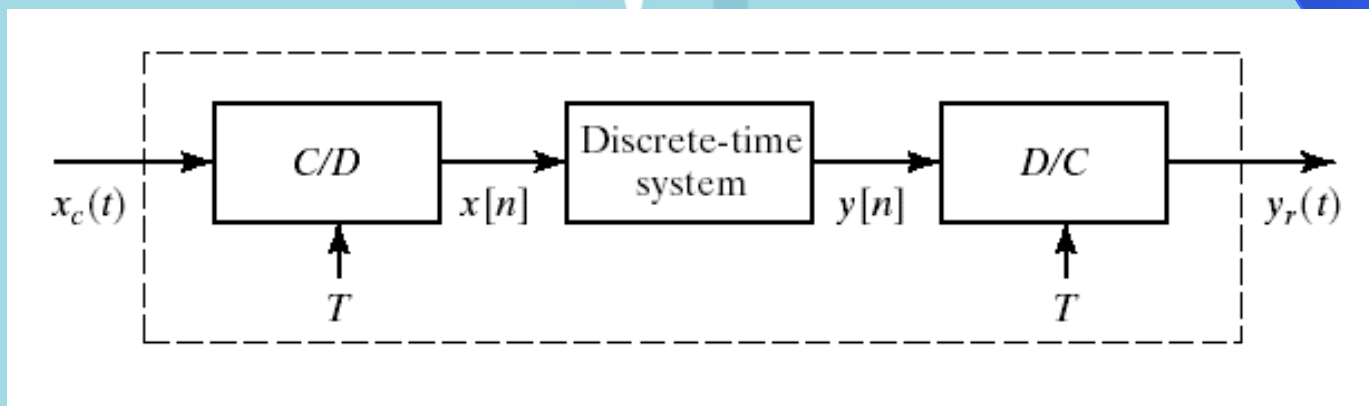 C/D
Discrete-time
system
D/C
x_c(t)
x[n]
y[n]
y_r(t)
T
T